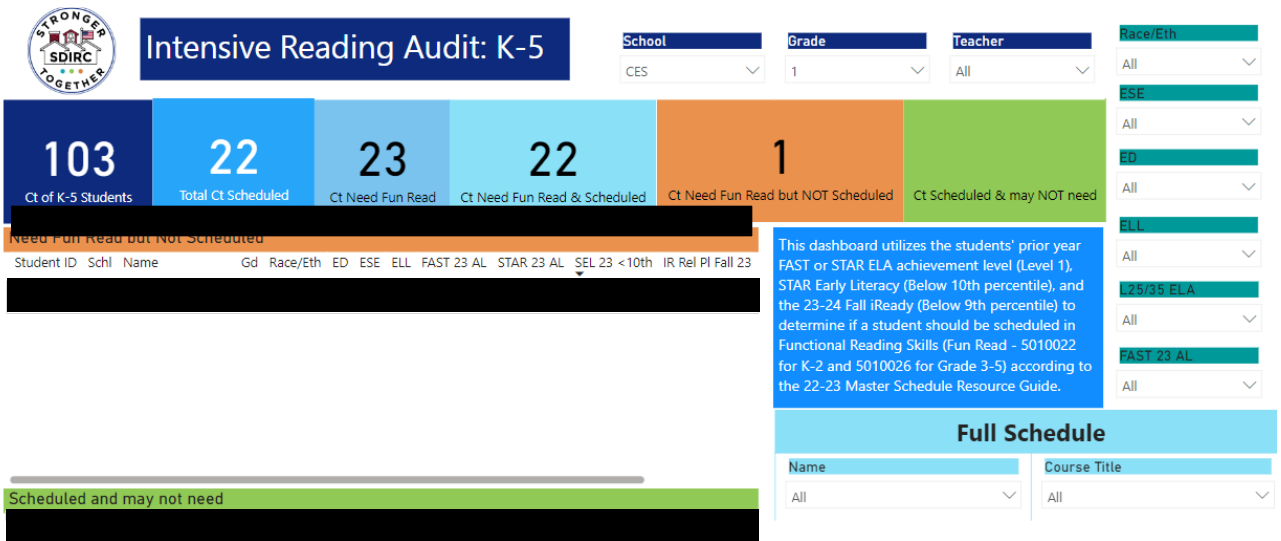 STRONGER
SDIRC
TOGETHER
Intensive Reading Audit: K-5
School
CES
Grade
1
Teacher
All
Race/Eth
All
ESE
All
ED
All
ELL
All
L25/35 ELA
All
FAST 23 AL
All
103
Ct of K-5 Students
22
Total Ct Scheduled
23
Ct Need Fun Read
22
Ct Need Fun Read & Scheduled
1
Ct Need Fun Read but NOT Scheduled
Ct Scheduled & may NOT need
Need Fun Read but Not Scheduled
Student ID Schl Name Gd Race/Eth ED ESE ELL FAST 23 AL STAR 23 AL SEL 23 <10th IR Rel Pl Fall 23
This dashboard utilizes the students' prior year
FAST or STAR ELA achievement level (Level 1),
STAR Early Literacy (Below 10th percentile), and
the 23-24 Fall iReady (Below 9th percentile) to
determine if a student should be scheduled in
Functional Reading Skills (Fun Read - 5010022
for K-2 and 5010026 for Grade 3-5) according to
the 22-23 Master Schedule Resource Guide.
Full Schedule
Name
All
Course Title
All
Scheduled and may not need